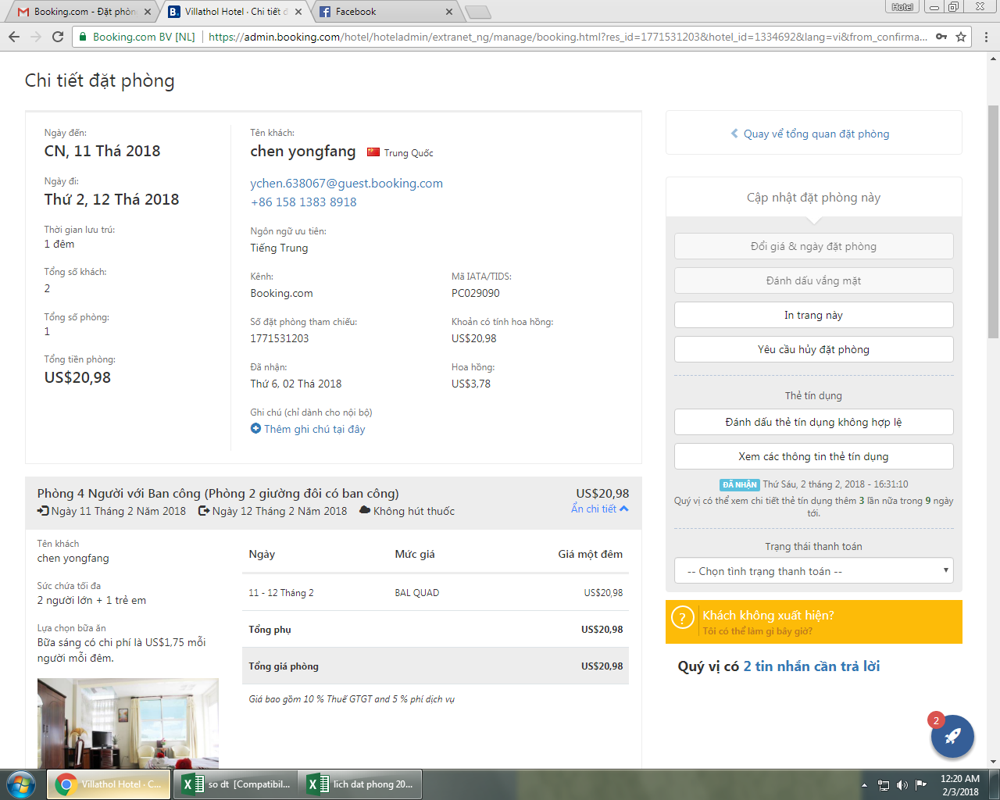 Booking.com - Đặt phòn
Villathol Hotel · Chi tiết đ
Facebook
Hotel
Booking.com BV [NL]
https://admin.booking.com/hotel/hoteladmin/extranet_ng/manage/booking.html?res_id=1771531203&hotel_id=1334692&lang=vi&from_confirma...
Chi tiết đặt phòng
Ngày đến:
CN, 11 Thá 2018
Ngày đi:
Thứ 2, 12 Thá 2018
Thời gian lưu trú:
1 đêm
Tổng số khách:
2
Tổng số phòng:
1
Tổng tiền phòng:
US$20,98
Tên khách:
chen yongfang Trung Quốc
ychen.638067@guest.booking.com
+86 158 1383 8918
Ngôn ngữ ưu tiên:
Tiếng Trung
Kênh:
Booking.com
Mã IATA/TIDS:
PC029090
Số đặt phòng tham chiếu:
1771531203
Khoản có tính hoa hồng:
US$20,98
Đã nhận:
Thứ 6, 02 Thá 2018
Hoa hồng:
US$3,78
Ghi chú (chỉ dành cho nội bộ)
Thêm ghi chú tại đây
Phòng 4 Người với Ban công (Phòng 2 giường đôi có ban công)
US$20,98
Ngày 11 Tháng 2 Năm 2018 Ngày 12 Tháng 2 Năm 2018 Không hút thuốc
Ẩn chi tiết
Tên khách
chen yongfang
Sức chứa tối đa
2 người lớn + 1 trẻ em
Lựa chọn bữa ăn
Bữa sáng có chi phí là US$1,75 mỗi
người mỗi đêm.
Ngày Mức giá Giá một đêm
11 - 12 Tháng 2 BAL QUAD US$20,98
Tổng phụ US$20,98
Tổng giá phòng US$20,98
Giá bao gồm 10 % Thuế GTGT and 5 % phí dịch vụ
Quay về tổng quan đặt phòng
Cập nhật đặt phòng này
Đổi giá & ngày đặt phòng
Đánh dấu vắng mặt
In trang này
Yêu cầu hủy đặt phòng
Thẻ tín dụng
Đánh dấu thẻ tín dụng không hợp lệ
Xem các thông tin thẻ tín dụng
ĐÃ NHẬN Thứ Sáu, 2 tháng 2, 2018 - 16:31:10
Quý vị có thể xem chi tiết thẻ tín dụng thêm 3 lần nữa trong 9 ngày
tới.
Trạng thái thanh toán
-- Chọn tình trạng thanh toán --
? Khách không xuất hiện?
Tôi có thể làm gì bây giờ?
Quý vị có 2 tin nhắn cần trả lời
2
Villathol Hotel · C...
so dt [Compatibil...
lich dat phong 20...
12:20 AM
2/3/2018